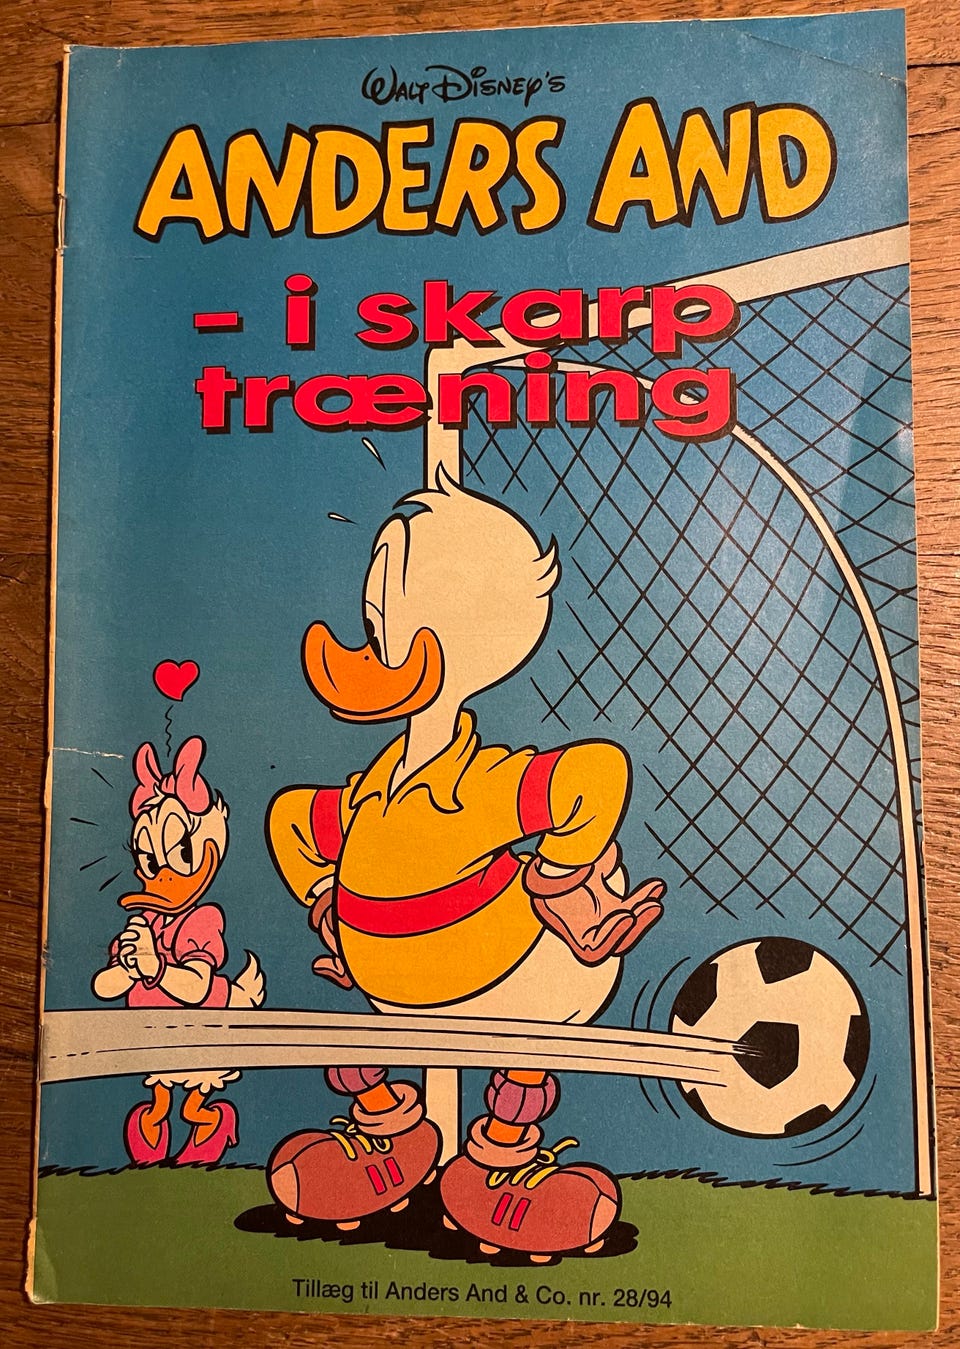 Walt Disney's
ANDERS AND
- i skarp
træning
Tillæg til Anders And & Co. nr. 28/94